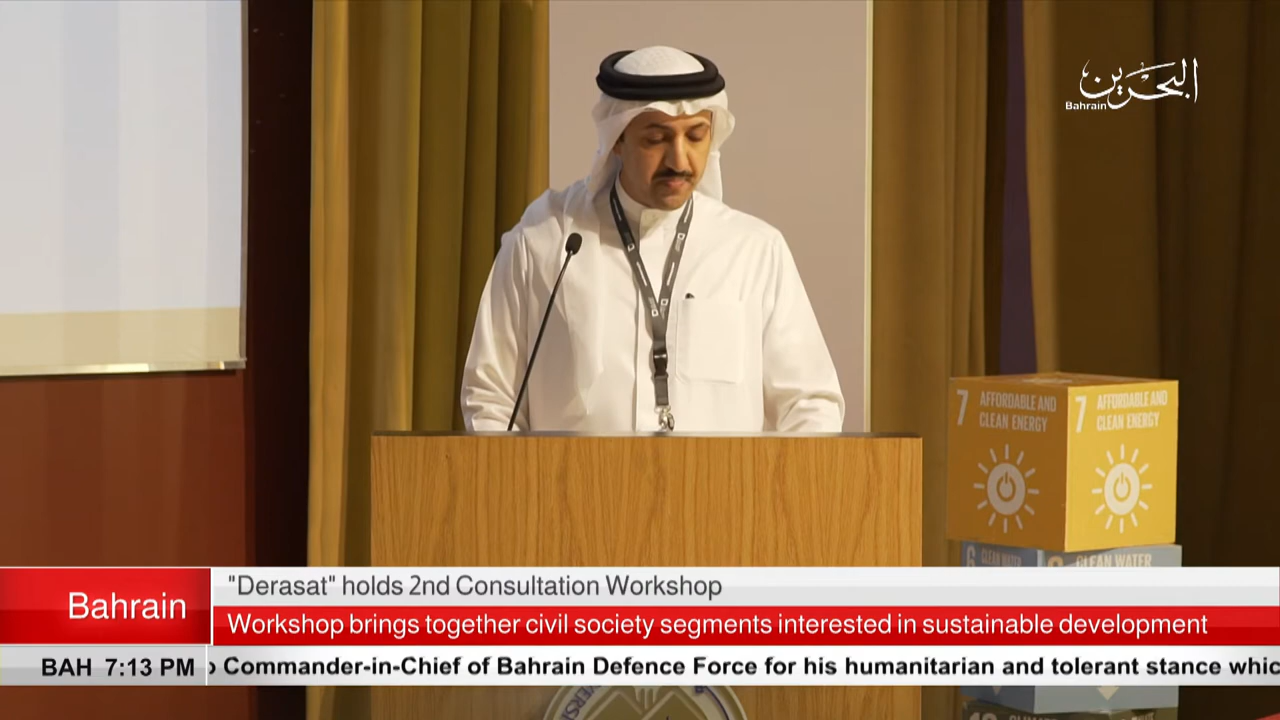 البحرين
Bahrain
7 AFFORDABLE AND CLEAN ENERGY
7 AFFORDABLE AND CLEAN ENERGY
6 CLEAN WATER
CLEAN WATER
"Derasat" holds 2nd Consultation Workshop
Bahrain
Workshop brings together civil society segments interested in sustainable development
BAH 7:13 PM
Commander-in-Chief of Bahrain Defence Force for his humanitarian and tolerant stance